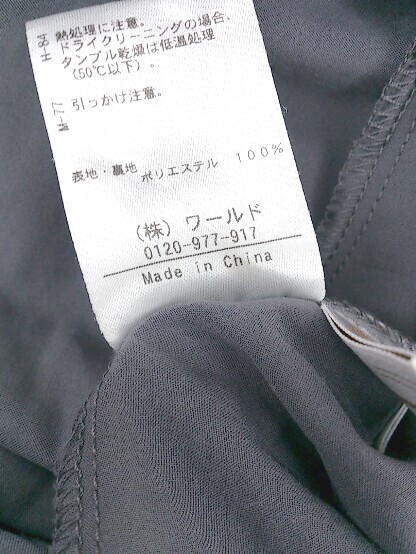 H-84 熱処理に注意。
ドライクリーニングの場合、
タンブル乾燥は低温処理
(50℃以下)。
M-77 引っかけ注意。
表地・裏地 ポリエステル 100%
(株) ワールド
0120-977-917
Made in China